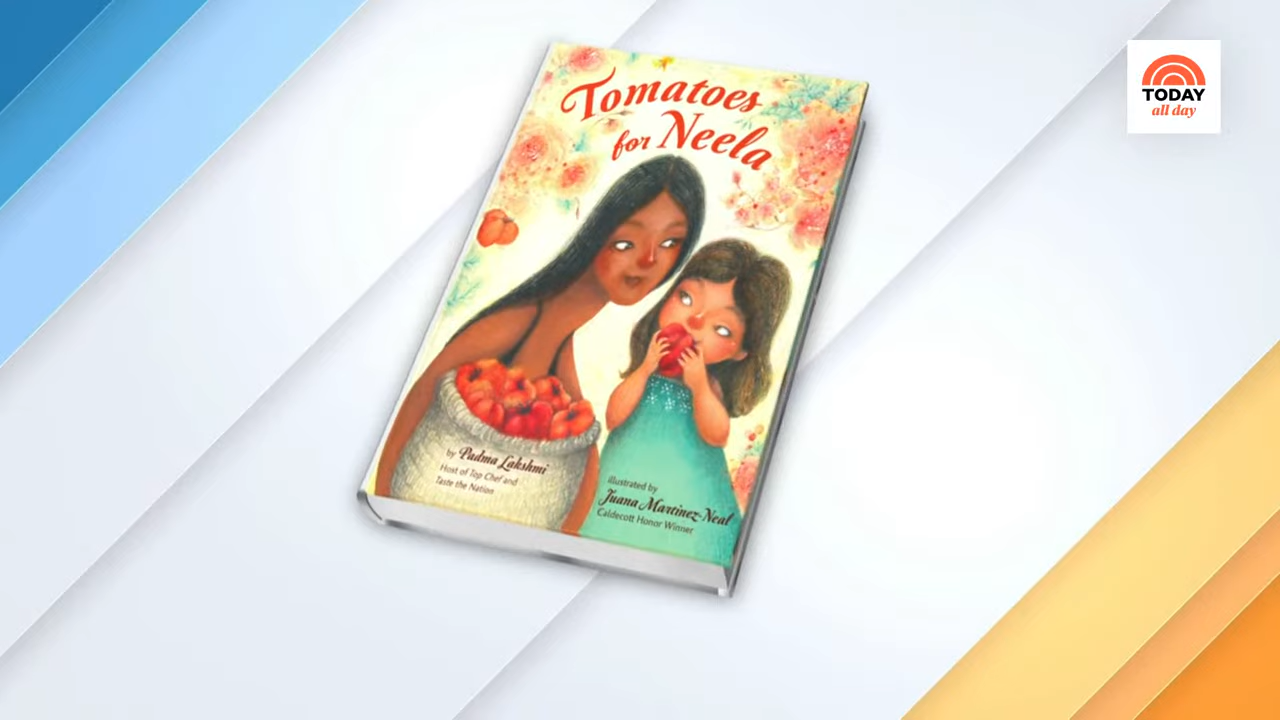 Tomatoes
for Neela
by Padma Lakshmi
Host of Top Chef and
Taste the Nation
illustrated by
Juana Martinez-Neal
Caldecott Honor Winner
TODAY
all day